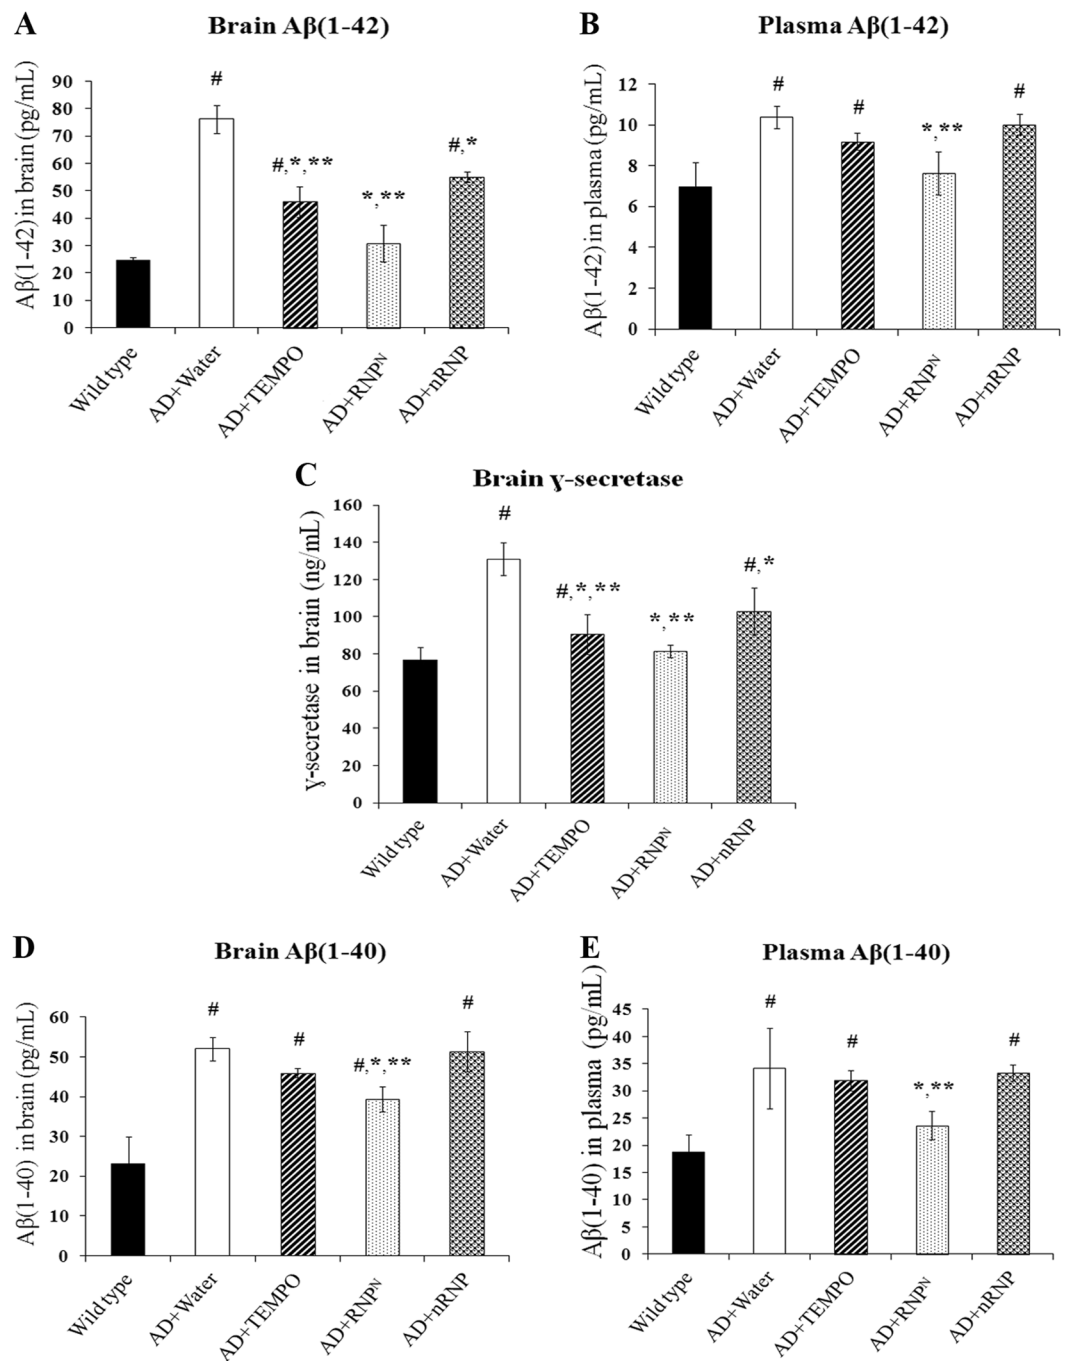 A
Brain Aβ(1-42)
Aβ(1-42) in brain (pg/mL)
90
80
70
60
50
40
30
20
10
0
#
#,*,**
*,**
#,*
Wild type
AD+Water
AD+TEMPO
AD+RNPᴺ
AD+nRNP
B
Plasma Aβ(1-42)
Aβ(1-42) in plasma (pg/mL)
12
10
8
6
4
2
0
#
#
*,**
#
Wild type
AD+Water
AD+TEMPO
AD+RNPᴺ
AD+nRNP
C
Brain ɣ-secretase
ɣ-secretase in brain (ng/mL)
160
140
120
100
80
60
40
20
0
#
#,*,**
*,**
#,*
Wild type
AD+Water
AD+TEMPO
AD+RNPᴺ
AD+nRNP
D
Brain Aβ(1-40)
Aβ(1-40) in brain (pg/mL)
60
50
40
30
20
10
0
#
#
#,*,**
#
Wild type
AD+Water
AD+TEMPO
AD+RNPᴺ
AD+nRNP
E
Plasma Aβ(1-40)
Aβ(1-40) in plasma (pg/mL)
45
40
35
30
25
20
15
10
5
0
#
#
*,**
#
Wild type
AD+Water
AD+TEMPO
AD+RNPᴺ
AD+nRNP